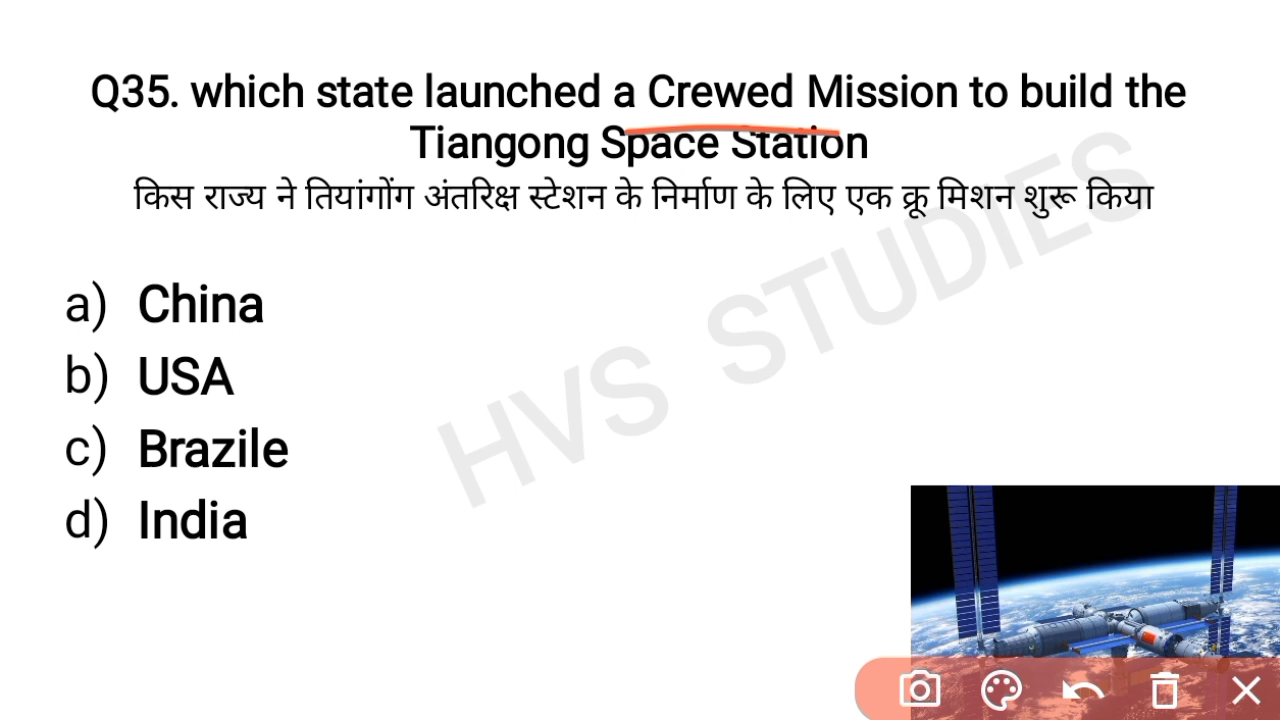 Q35. which state launched a Crewed Mission to build the
Tiangong Space Station
किस राज्य ने तियांगोंग अंतरिक्ष स्टेशन के निर्माण के लिए एक क्रू मिशन शुरू किया
HVS STUDIES
a) China
b) USA
c) Brazile
d) India